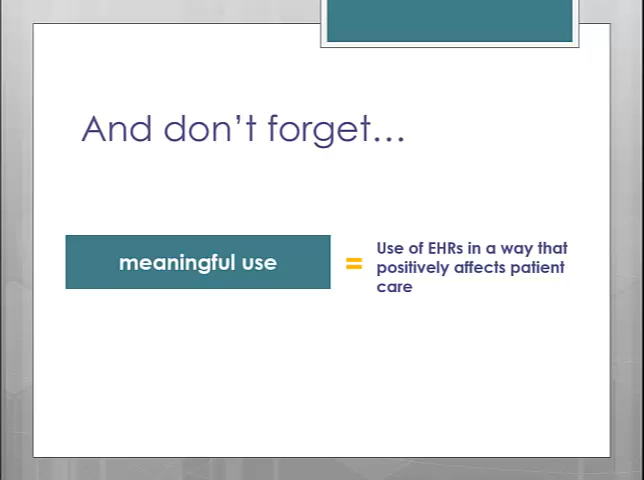 And don't forget...
meaningful use
=
Use of EHRs in a way that
positively affects patient
care